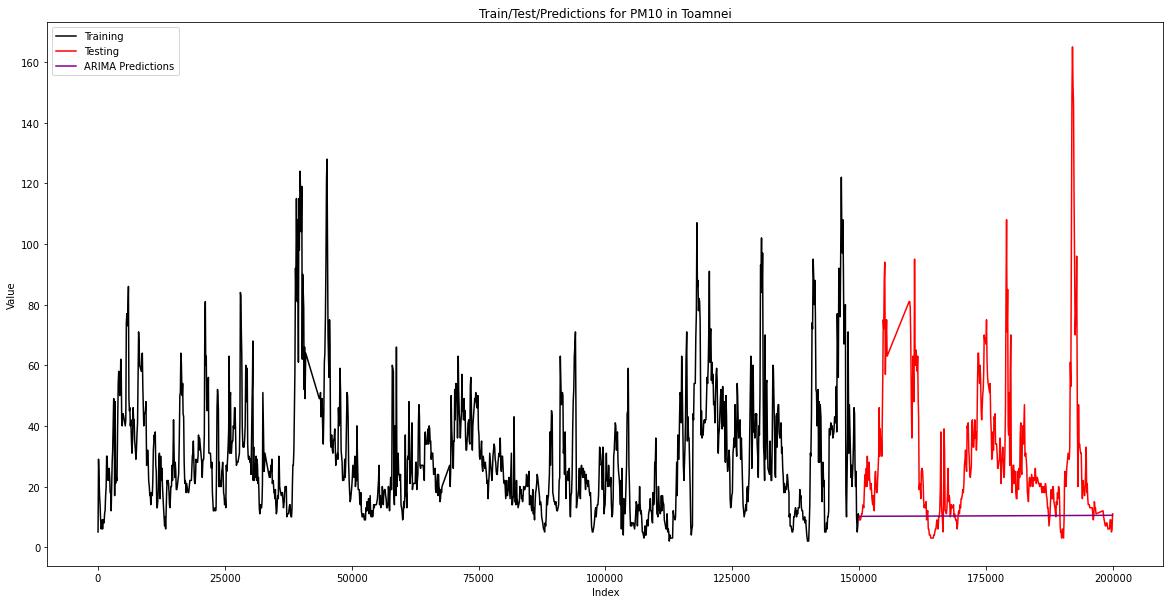 Train/Test/Predictions for PM10 in Toamnei
Training
Testing
ARIMA Predictions
160
140
120
100
80
60
40
20
0
Value
0 25000 50000 75000 100000 125000 150000 175000 200000
Index